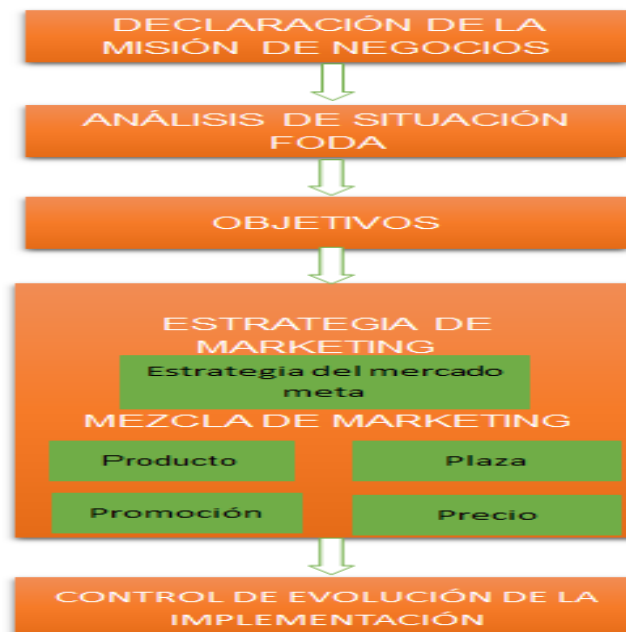 DECLARACIÓN DE LA
MISIÓN DE NEGOCIOS
ANÁLISIS DE SITUACIÓN
FODA
OBJETIVOS
ESTRATEGIA DE
MARKETING
Estrategia del mercado
meta
MEZCLA DE MARKETING
Producto
Plaza
Promoción
Precio
CONTROL DE EVOLUCIÓN DE LA
IMPLEMENTACIÓN